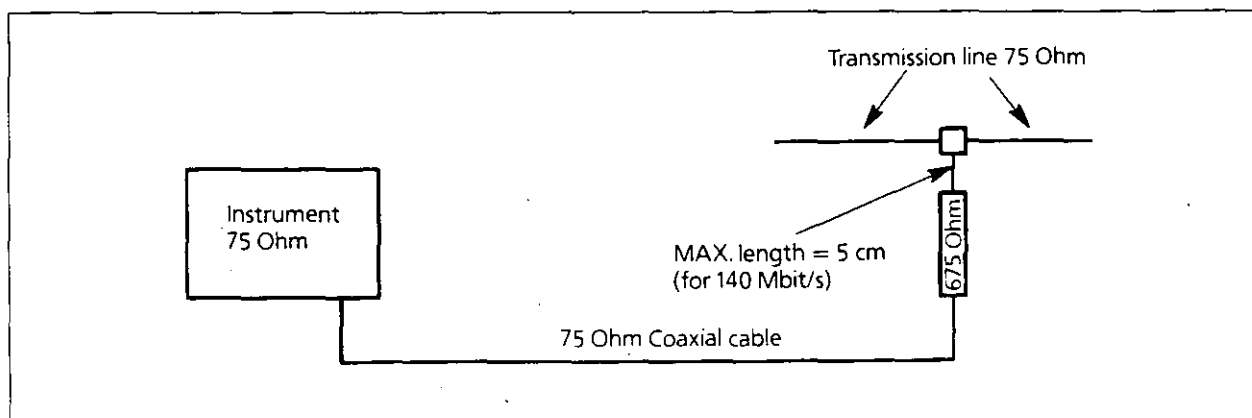 Transmission line 75 Ohm
Instrument
75 Ohm
675 Ohm
MAX. length = 5 cm
(for 140 Mbit/s)
75 Ohm Coaxial cable